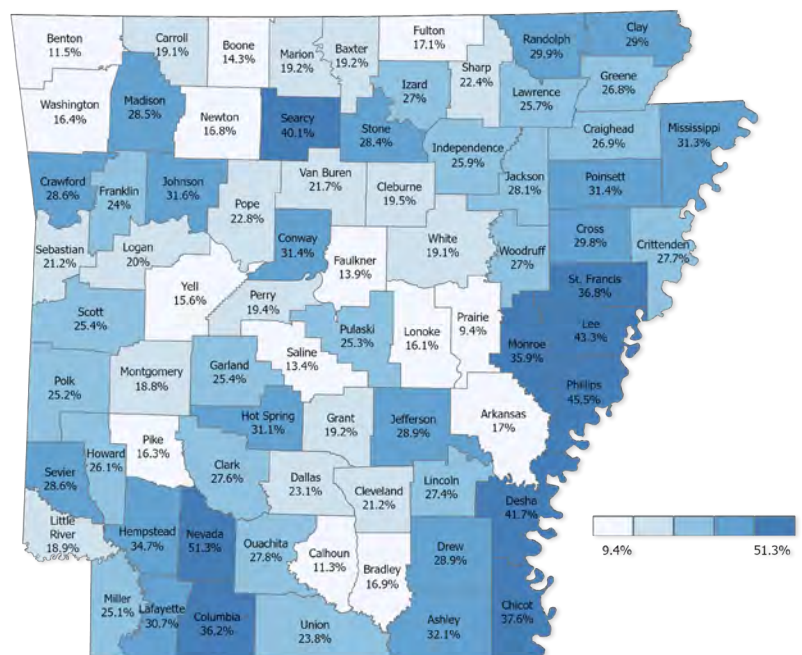 Benton
11.5%
Carroll
19.1%
Boone
14.3%
Marion
19.2%
Baxter
19.2%
Fulton
17.1%
Randolph
29.9%
Clay
29%
Washington
16.4%
Madison
28.5%
Newton
16.8%
Searcy
40.1%
Stone
28.4%
Izard
27%
Sharp
22.4%
Lawrence
25.7%
Greene
26.8%
Independence
25.9%
Craighead
26.9%
Mississippi
31.3%
Crawford
28.6%
Franklin
24%
Johnson
31.6%
Pope
22.8%
Van Buren
21.7%
Cleburne
19.5%
Jackson
28.1%
Poinsett
31.4%
Sebastian
21.2%
Logan
20%
Conway
31.4%
Faulkner
13.9%
White
19.1%
Woodruff
27%
Cross
29.8%
Crittenden
27.7%
Scott
25.4%
Yell
15.6%
Perry
19.4%
St. Francis
36.8%
Pulaski
25.3%
Lonoke
16.1%
Prairie
9.4%
Monroe
35.9%
Lee
43.3%
Polk
25.2%
Montgomery
18.8%
Garland
25.4%
Saline
13.4%
Phillips
45.5%
Hot Spring
31.1%
Grant
19.2%
Jefferson
28.9%
Arkansas
17%
Sevier
28.6%
Howard
26.1%
Pike
16.3%
Clark
27.6%
Dallas
23.1%
Cleveland
21.2%
Lincoln
27.4%
Desha
41.7%
Little
River
18.9%
Hempstead
34.7%
Nevada
51.3%
Ouachita
27.8%
Calhoun
11.3%
Bradley
16.9%
Drew
28.9%
Miller
25.1%
Lafayette
30.7%
Columbia
36.2%
Union
23.8%
Ashley
32.1%
Chicot
37.6%
9.4%
51.3%